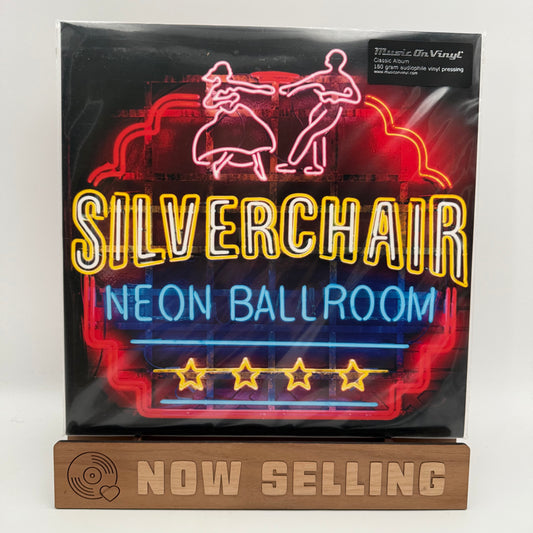 Music On Vinyl
Classic Album
180 gram audiophile vinyl pressing
www.musiconvinyl.com
SILVERCHAIR
NEON BALLROOM
NOW SELLING